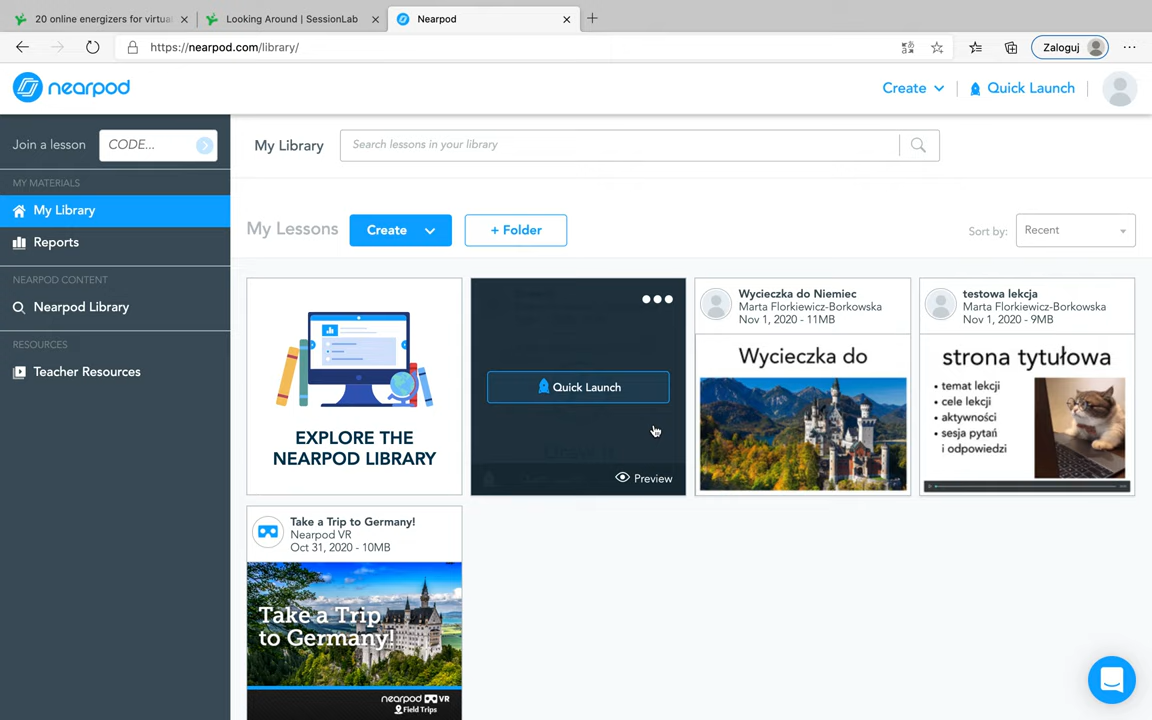 20 online energizers for virtua
Looking Around | SessionLab
Nearpod
https://nearpod.com/library/
Zaloguj
nearpod
Create
Quick Launch
Join a lesson
CODE...
My Library
Search lessons in your library
MY MATERIALS
My Library
Reports
NEARPOD CONTENT
Nearpod Library
RESOURCES
Teacher Resources
My Lessons
Create
+ Folder
Sort by:
Recent
EXPLORE THE
NEARPOD LIBRARY
Quick Launch
Preview
Wycieczka do Niemiec
Marta Florkiewicz-Borkowska
Nov 1, 2020 - 11MB
Wycieczka do
testowa lekcja
Marta Florkiewicz-Borkowska
Nov 1, 2020 - 9MB
strona tytułowa
• temat lekcji
• cele lekcji
• aktywności
• sesja pytań
i odpowiedzi
Take a Trip to Germany!
Nearpod VR
Oct 31, 2020 - 10MB
Take a Trip
to Germany!
nearpod VR
Field Trips